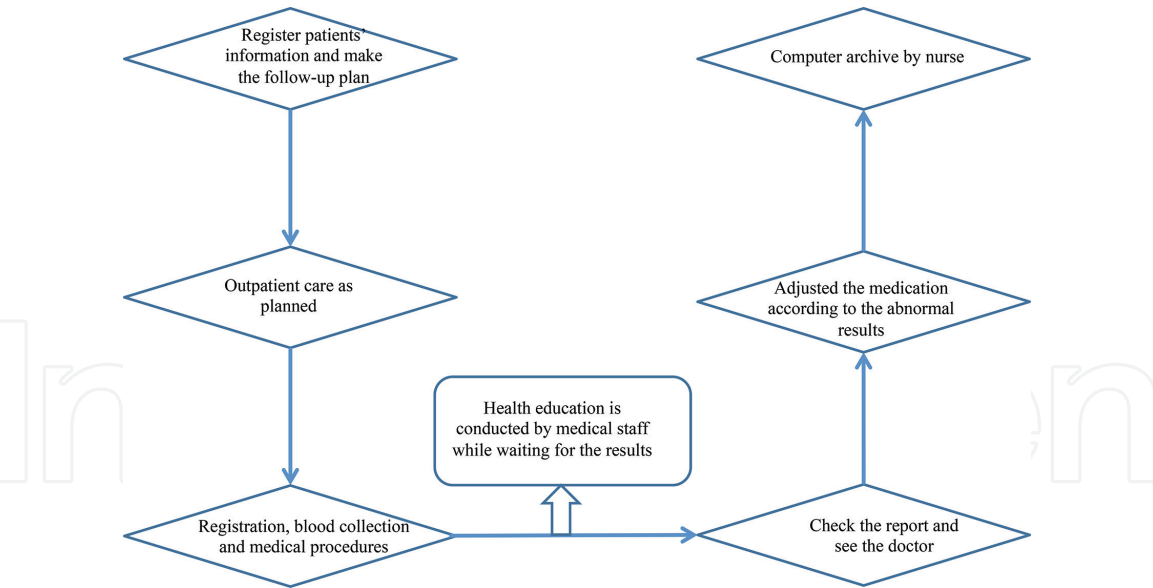 Register patients'
information and make
the follow-up plan
Outpatient care as
planned
Registration, blood collection
and medical procedures
Health education is
conducted by medical staff
while waiting for the results
Check the report and
see the doctor
Adjusted the medication
according to the abnormal
results
Computer archive by nurse